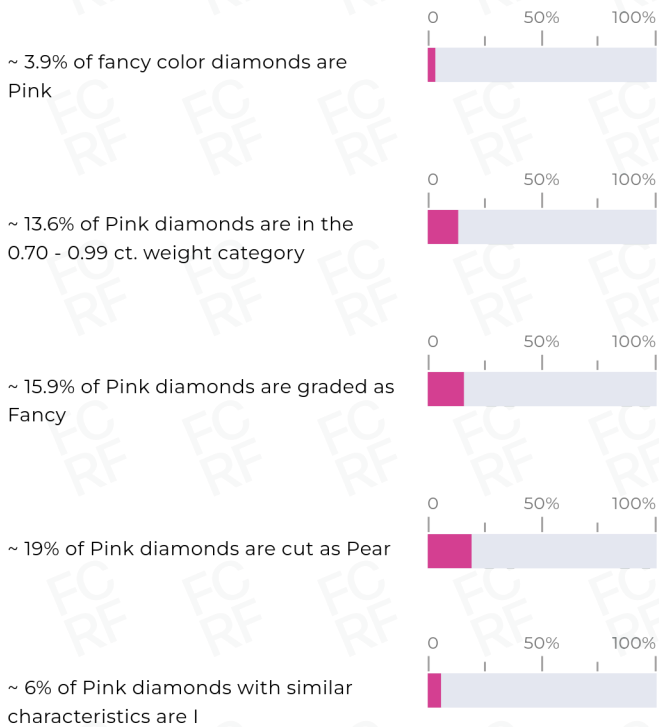 0 50% 100%
~ 3.9% of fancy color diamonds are
Pink
0 50% 100%
~ 13.6% of Pink diamonds are in the
0.70 - 0.99 ct. weight category
0 50% 100%
~ 15.9% of Pink diamonds are graded as
Fancy
0 50% 100%
~ 19% of Pink diamonds are cut as Pear
0 50% 100%
~ 6% of Pink diamonds with similar
characteristics are I
FC
RF